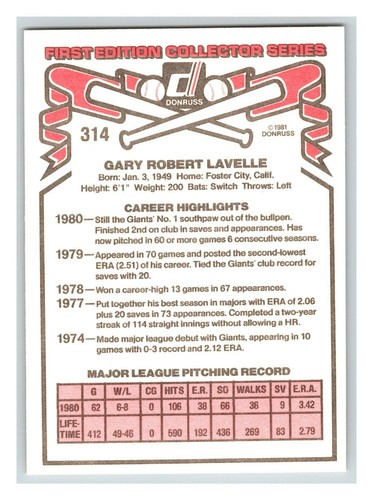 FIRST EDITION COLLECTOR SERIES
DONRUSS
314
©1981
DONRUSS
GARY ROBERT LAVELLE
Born: Jan. 3, 1949 Home: Foster City, Calif.
Height: 6'1" Weight: 200 Bats: Switch Throws: Left
CAREER HIGHLIGHTS
1980—Still the Giants' No. 1 southpaw out of the bullpen.
Finished 2nd on club in saves and appearances. Has
now pitched in 60 or more games 6 consecutive seasons.
1979—Appeared in 70 games and posted the second-lowest
ERA (2.51) of his career. Tied the Giants' club record for
saves with 20.
1978—Won a career-high 13 games in 67 appearances.
1977—Put together his best season in majors with ERA of 2.06
plus 20 saves in 73 appearances. Completed a two-year
streak of 114 straight innings without allowing a HR.
1974—Made major league debut with Giants, appearing in 10
games with 0-3 record and 2.12 ERA.
MAJOR LEAGUE PITCHING RECORD
G W/L CG HITS E.R. SO WALKS SV E.R.A.
1980 62 6-8 0 106 38 66 36 9 3.42
LIFE-
TIME 412 49-46 0 590 192 436 269 83 2.79